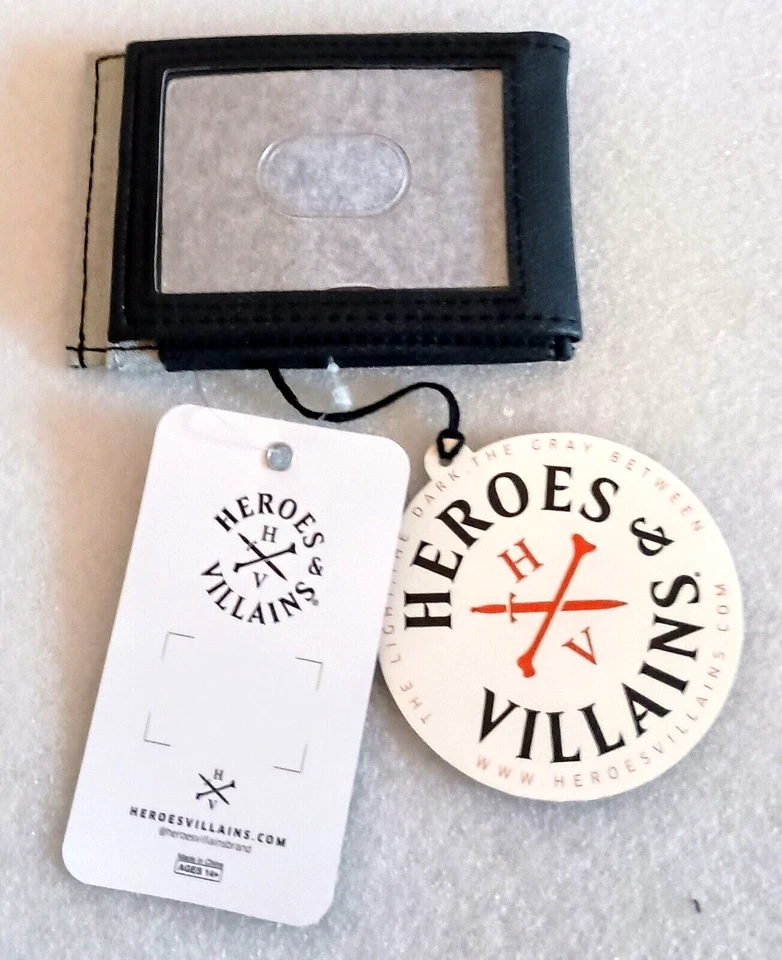 HEROES &
H
V
VILLAINS®
H
V
HEROESVILLAINS.COM
@heroesvillainsbrand
Made in China
AGES 14+
THE LIGHT.THE DARK.THE GRAY BETWEEN
HEROES &
H
V
VILLAINS®
WWW.HEROESVILLAINS.COM